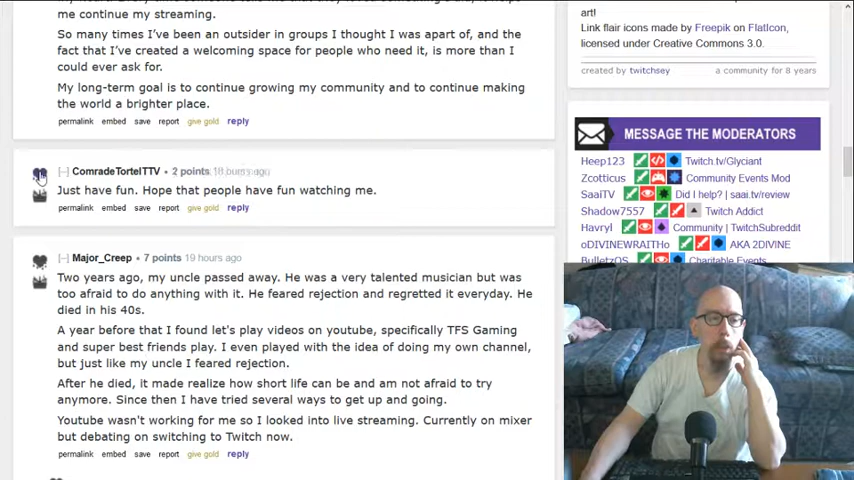 me continue my streaming.
So many times I've been an outsider in groups I thought I was apart of, and the
fact that I've created a welcoming space for people who need it, is more than I
could ever ask for.
My long-term goal is to continue growing my community and to continue making
the world a brighter place.
permalink embed save report give gold reply
[-] ComradeTortelTTV • 2 points 18 hours ago
Just have fun. Hope that people have fun watching me.
permalink embed save report give gold reply
[-] Major_Creep • 7 points 19 hours ago
Two years ago, my uncle passed away. He was a very talented musician but was
too afraid to do anything with it. He feared rejection and regretted it everyday. He
died in his 40s.
A year before that I found let's play videos on youtube, specifically TFS Gaming
and super best friends play. I even played with the idea of doing my own channel,
but just like my uncle I feared rejection.
After he died, it made realize how short life can be and am not afraid to try
anymore. Since then I have tried several ways to get up and going.
Youtube wasn't working for me so I looked into live streaming. Currently on mixer
but debating on switching to Twitch now.
permalink embed save report give gold reply
art!
Link flair icons made by Freepik on FlatIcon,
licensed under Creative Commons 3.0.
created by twitchsey a community for 8 years
MESSAGE THE MODERATORS
Heep123 Twitch.tv/Glyciant
Zcotticus Community Events Mod
SaaiTV Did I help? | saai.tv/review
Shadow7557 Twitch Addict
Havryl Community | TwitchSubreddit
oDIVINEWRAITHo AKA 2DIVINE
BulletzOS Charitable Events